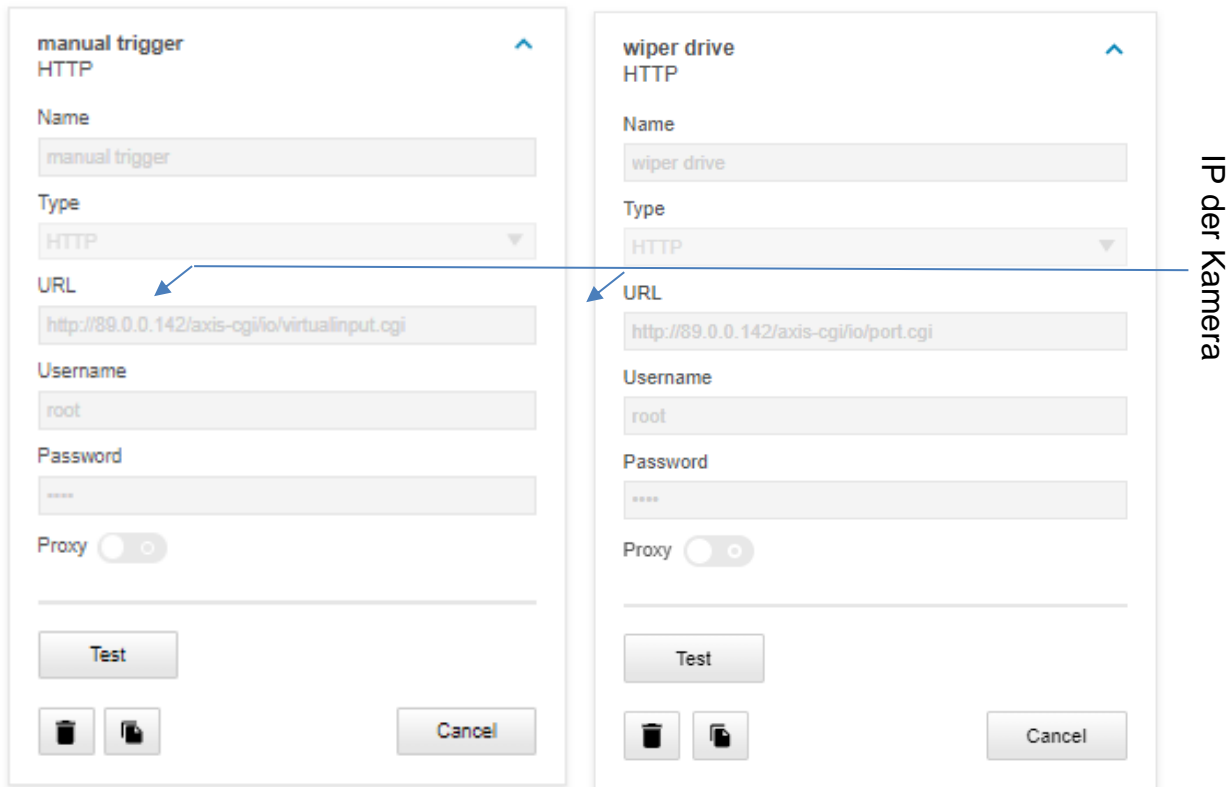 manual trigger
HTTP
Name
manual trigger
Type
HTTP
URL
http://89.0.0.142/axis-cgi/io/virtualinput.cgi
Username
root
Password
••••
Proxy
Test
Cancel
wiper drive
HTTP
Name
wiper drive
Type
HTTP
URL
http://89.0.0.142/axis-cgi/io/port.cgi
Username
root
Password
••••
Proxy
Test
Cancel
IP der Kamera